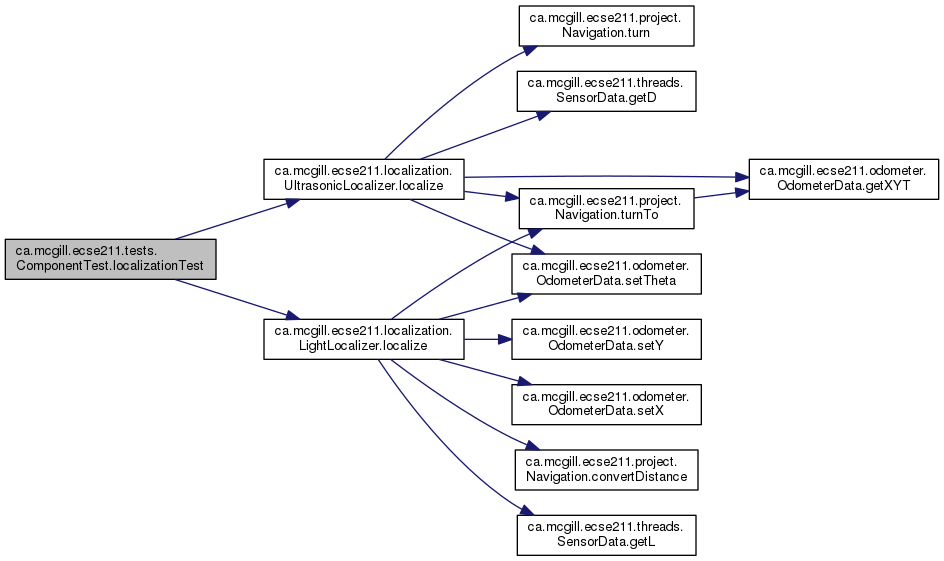 ca.mcgill.ecse211.project.
Navigation.turn
ca.mcgill.ecse211.threads.
SensorData.getD
ca.mcgill.ecse211.localization.
UltrasonicLocalizer.localize
ca.mcgill.ecse211.odometer.
OdometerData.getXYT
ca.mcgill.ecse211.project.
Navigation.turnTo
ca.mcgill.ecse211.tests.
ComponentTest.localizationTest
ca.mcgill.ecse211.odometer.
OdometerData.setTheta
ca.mcgill.ecse211.localization.
LightLocalizer.localize
ca.mcgill.ecse211.odometer.
OdometerData.setY
ca.mcgill.ecse211.odometer.
OdometerData.setX
ca.mcgill.ecse211.project.
Navigation.convertDistance
ca.mcgill.ecse211.threads.
SensorData.getL